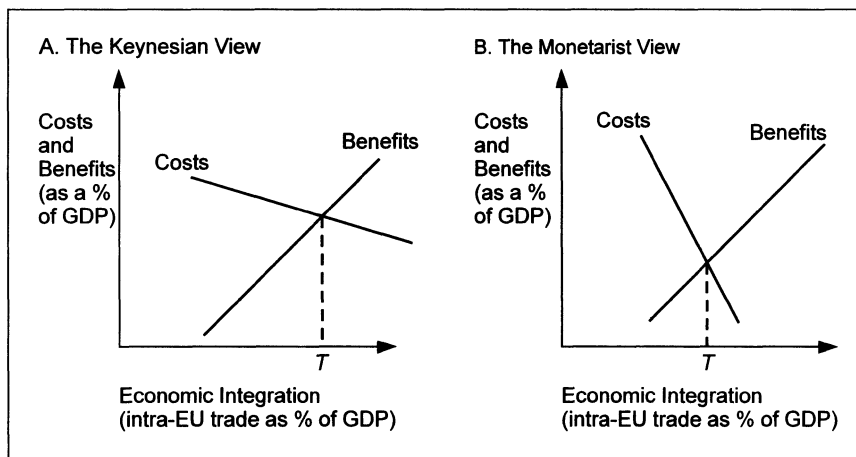 A. The Keynesian View
Costs
and
Benefits
(as a %
of GDP)
Costs
Benefits
T
Economic Integration
(intra-EU trade as % of GDP)
B. The Monetarist View
Costs
and
Benefits
(as a %
of GDP)
Costs
Benefits
T
Economic Integration
(intra-EU trade as % of GDP)